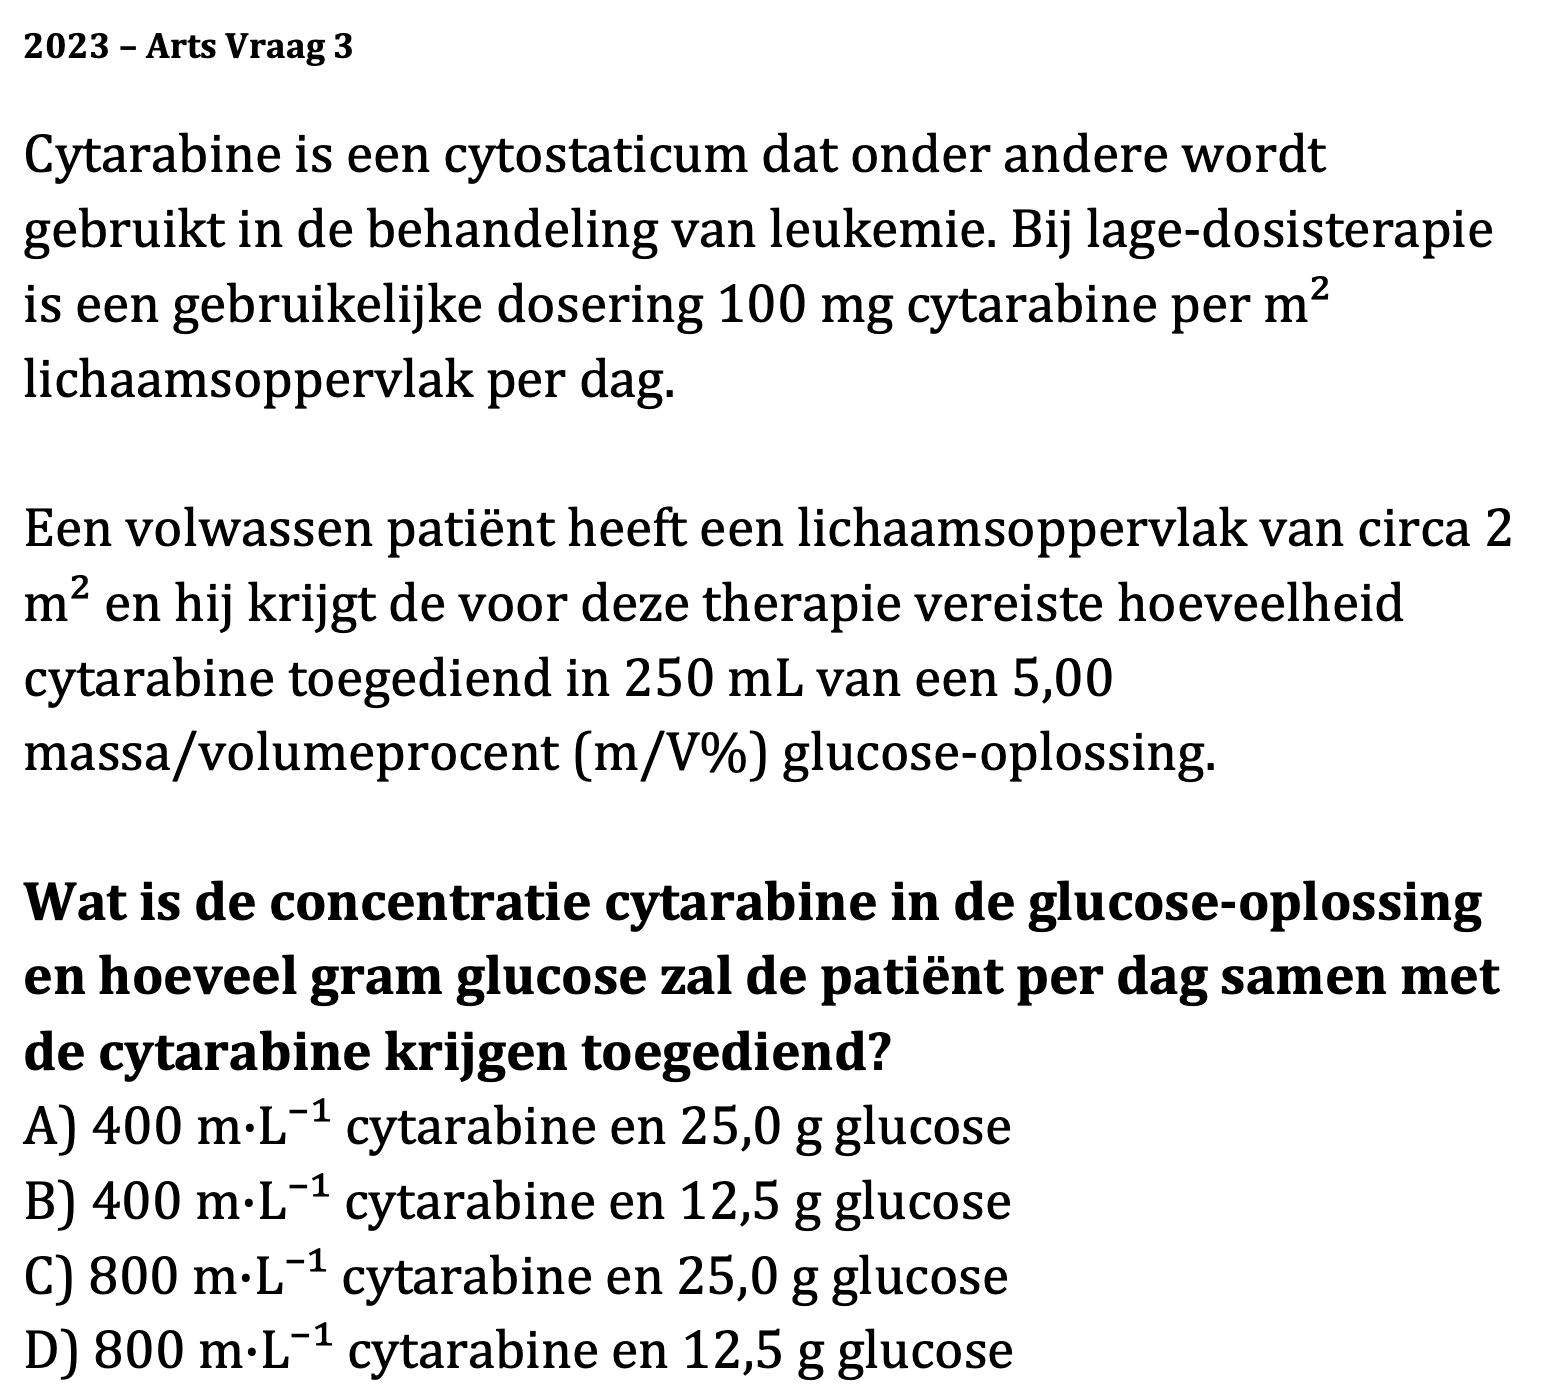 2023 – Arts Vraag 3
Cytarabine is een cytostaticum dat onder andere wordt
gebruikt in de behandeling van leukemie. Bij lage-dosisterapie
is een gebruikelijke dosering 100 mg cytarabine per m²
lichaamsoppervlak per dag.
Een volwassen patiënt heeft een lichaamsoppervlak van circa 2
m² en hij krijgt de voor deze therapie vereiste hoeveelheid
cytarabine toegediend in 250 mL van een 5,00
massa/volumeprocent (m/V%) glucose-oplossing.
Wat is de concentratie cytarabine in de glucose-oplossing
en hoeveel gram glucose zal de patiënt per dag samen met
de cytarabine krijgen toegediend?
A) 400 m·L⁻¹ cytarabine en 25,0 g glucose
B) 400 m·L⁻¹ cytarabine en 12,5 g glucose
C) 800 m·L⁻¹ cytarabine en 25,0 g glucose
D) 800 m·L⁻¹ cytarabine en 12,5 g glucose